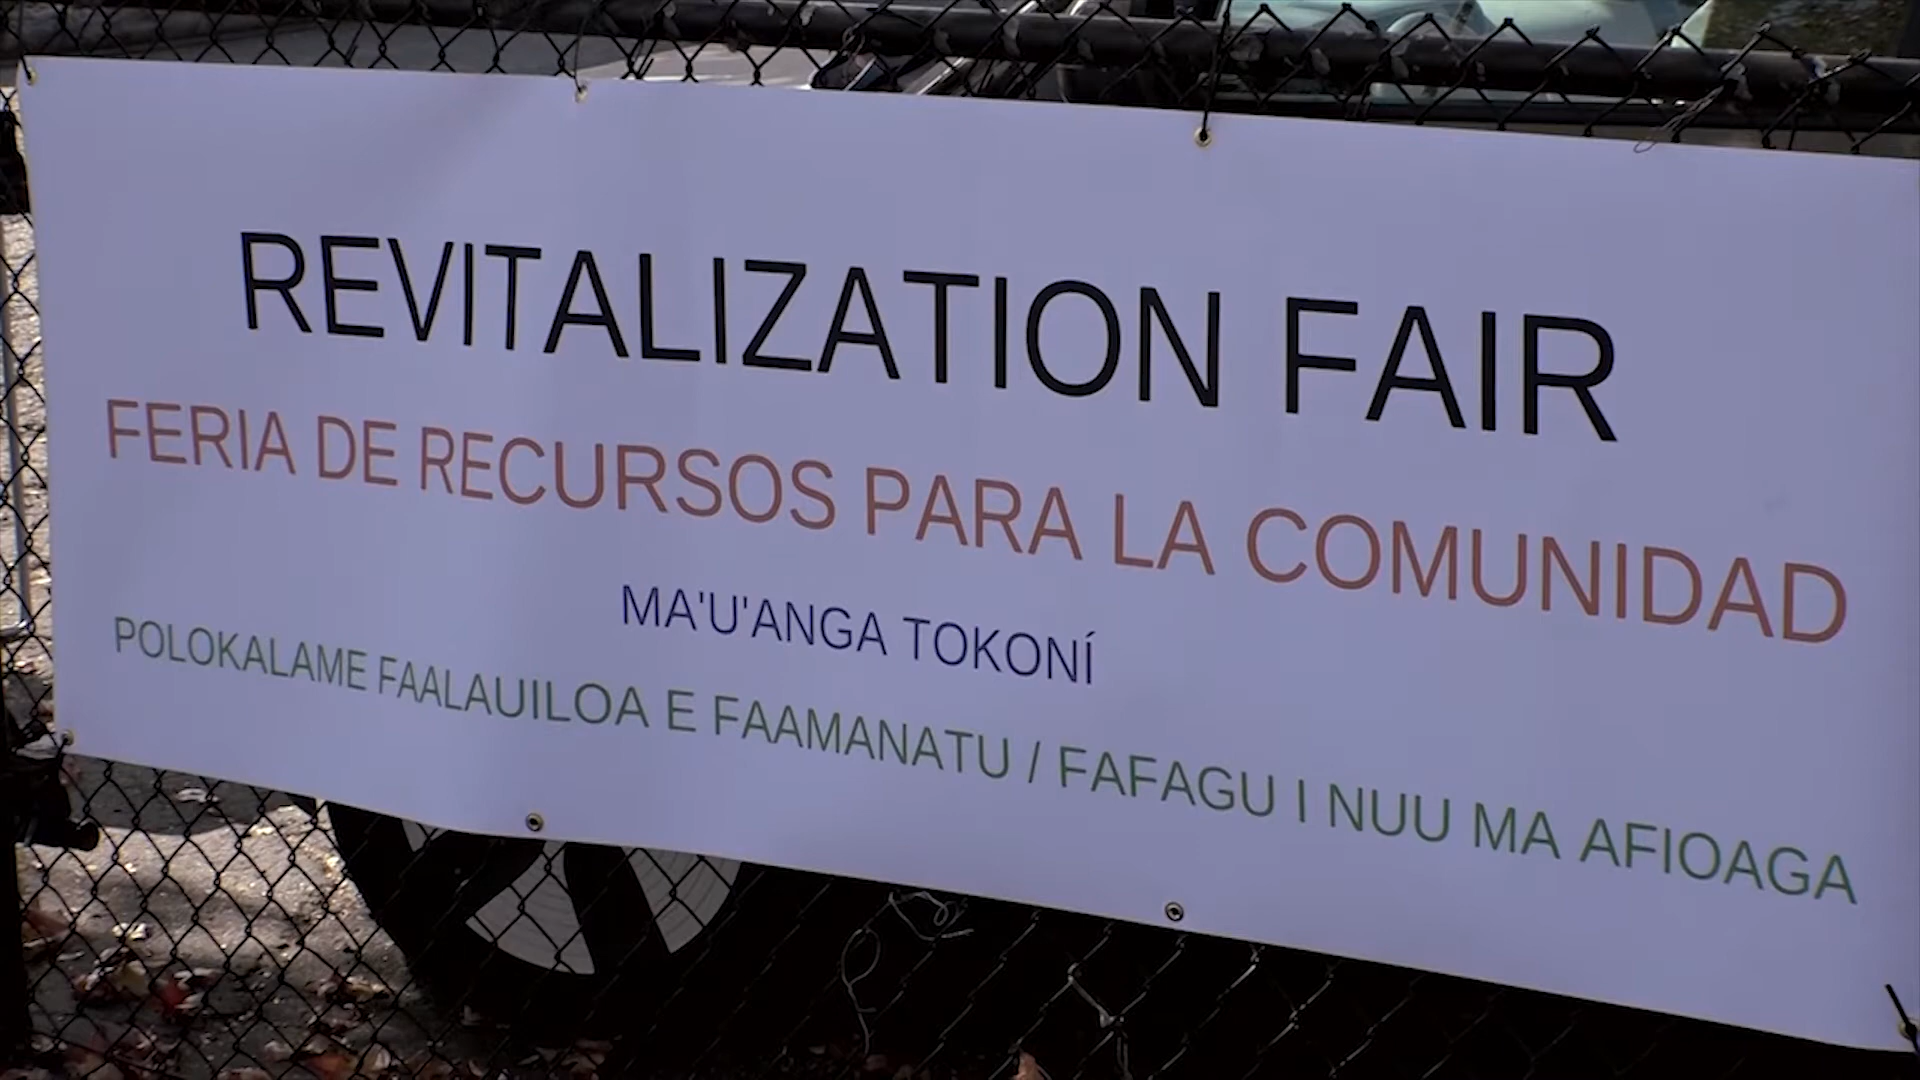 REVITALIZATION FAIR
FERIA DE RECURSOS PARA LA COMUNIDAD
MA'U'ANGA TOKONÍ
POLOKALAME FAALAUILOA E FAAMANATU / FAFAGU I NUU MA AFIOAGA